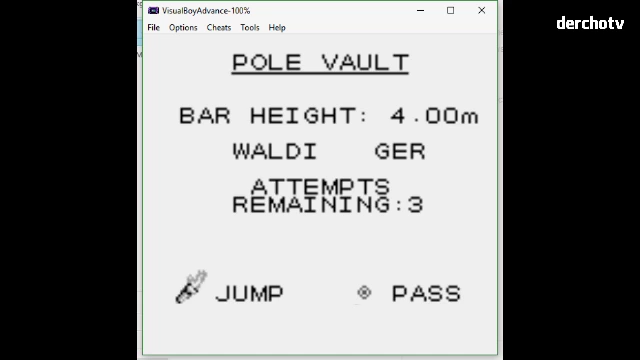 VisualBoyAdvance-100%
derchotv
File Options Cheats Tools Help
POLE VAULT
BAR HEIGHT: 4.00m
WALDI GER
ATTEMPTS
REMAINING:3
JUMP PASS